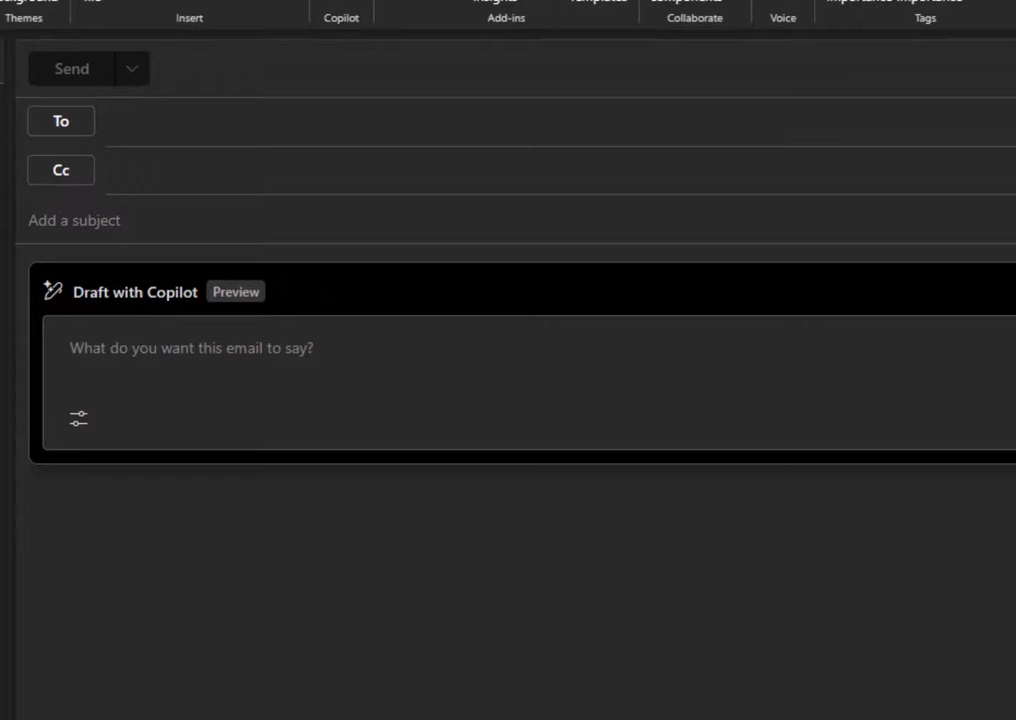 Themes Insert Copilot Add-ins Collaborate Voice Tags
Send
To
Cc
Add a subject
Draft with Copilot Preview
What do you want this email to say?